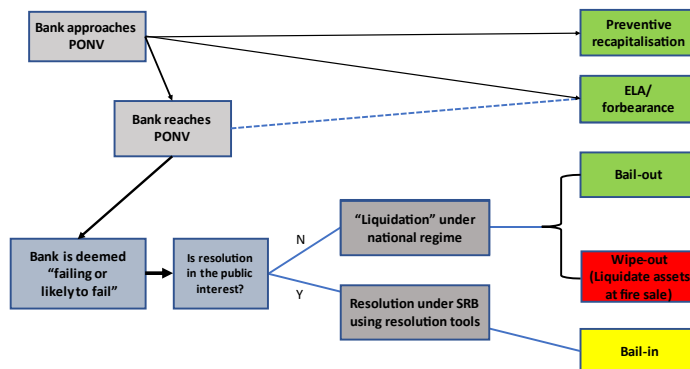 Bank approaches
PONV
Preventive
recapitalisation
ELA/
forbearance
Bank reaches
PONV
Bail-out
“Liquidation” under
national regime
N
Bank is deemed
“failing or
likely to fail”
Is resolution
in the public
interest?
Wipe-out
(Liquidate assets
at fire sale)
Y
Resolution under SRB
using resolution tools
Bail-in